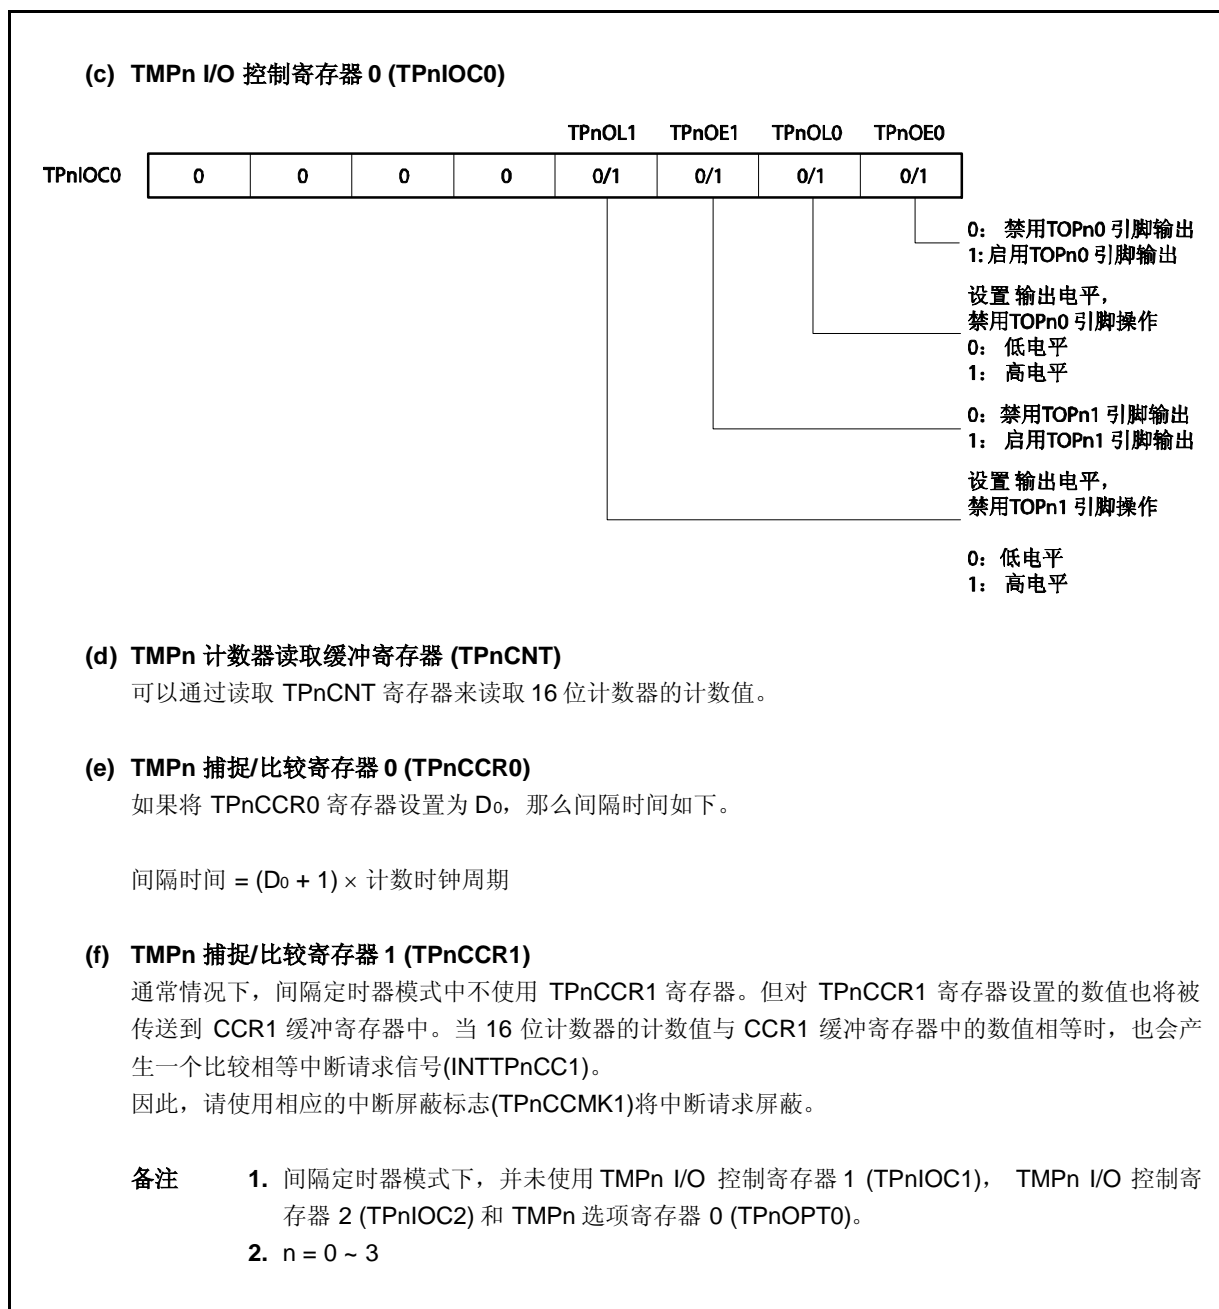 (c) TMPn I/O 控制寄存器 0 (TPnIOC0)
TPnOL1 TPnOE1 TPnOL0 TPnOE0
TPnIOC0 0 0 0 0 0/1 0/1 0/1 0/1
0： 禁用TOPn0 引脚输出
1: 启用TOPn0 引脚输出
设置 输出电平，
禁用TOPn0 引脚操作
0： 低电平
1： 高电平
0：禁用TOPn1 引脚输出
1： 启用TOPn1 引脚输出
设置 输出电平，
禁用TOPn1 引脚操作
0：低电平
1： 高电平
(d) TMPn 计数器读取缓冲寄存器 (TPnCNT)
可以通过读取 TPnCNT 寄存器来读取 16 位计数器的计数值。
(e) TMPn 捕捉/比较寄存器 0 (TPnCCR0)
如果将 TPnCCR0 寄存器设置为 D0，那么间隔时间如下。
间隔时间 = (D0 + 1) × 计数时钟周期
(f) TMPn 捕捉/比较寄存器 1 (TPnCCR1)
通常情况下，间隔定时器模式中不使用 TPnCCR1 寄存器。但对 TPnCCR1 寄存器设置的数值也将被
传送到 CCR1 缓冲寄存器中。当 16 位计数器的计数值与 CCR1 缓冲寄存器中的数值相等时，也会产
生一个比较相等中断请求信号(INTTPnCC1)。
因此，请使用相应的中断屏蔽标志(TPnCCMK1)将中断请求屏蔽。
备注 1. 间隔定时器模式下，并未使用 TMPn I/O 控制寄存器 1 (TPnIOC1)， TMPn I/O 控制寄
存器 2 (TPnIOC2) 和 TMPn 选项寄存器 0 (TPnOPT0)。
2. n = 0 ~ 3